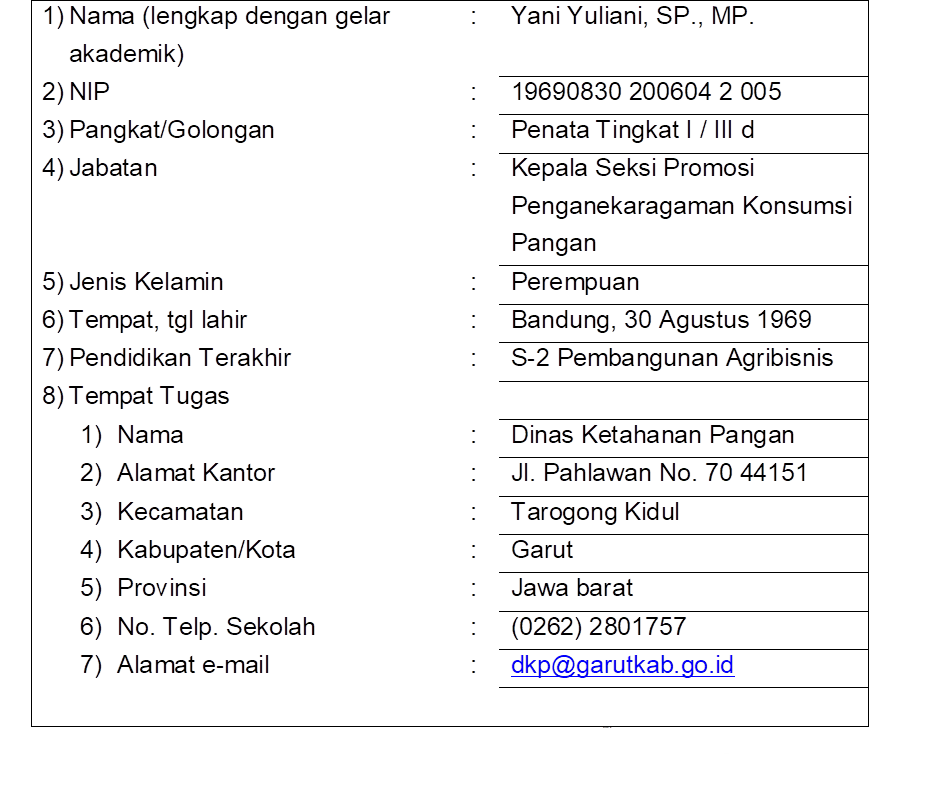 1) Nama (lengkap dengan gelar : Yani Yuliani, SP., MP.
akademik)
2) NIP : 19690830 200604 2 005
3) Pangkat/Golongan : Penata Tingkat I / III d
4) Jabatan : Kepala Seksi Promosi
Penganekaragaman Konsumsi
Pangan
5) Jenis Kelamin : Perempuan
6) Tempat, tgl lahir : Bandung, 30 Agustus 1969
7) Pendidikan Terakhir : S-2 Pembangunan Agribisnis
8) Tempat Tugas
1) Nama : Dinas Ketahanan Pangan
2) Alamat Kantor : Jl. Pahlawan No. 70 44151
3) Kecamatan : Tarogong Kidul
4) Kabupaten/Kota : Garut
5) Provinsi : Jawa barat
6) No. Telp. Sekolah : (0262) 2801757
7) Alamat e-mail : dkp@garutkab.go.id